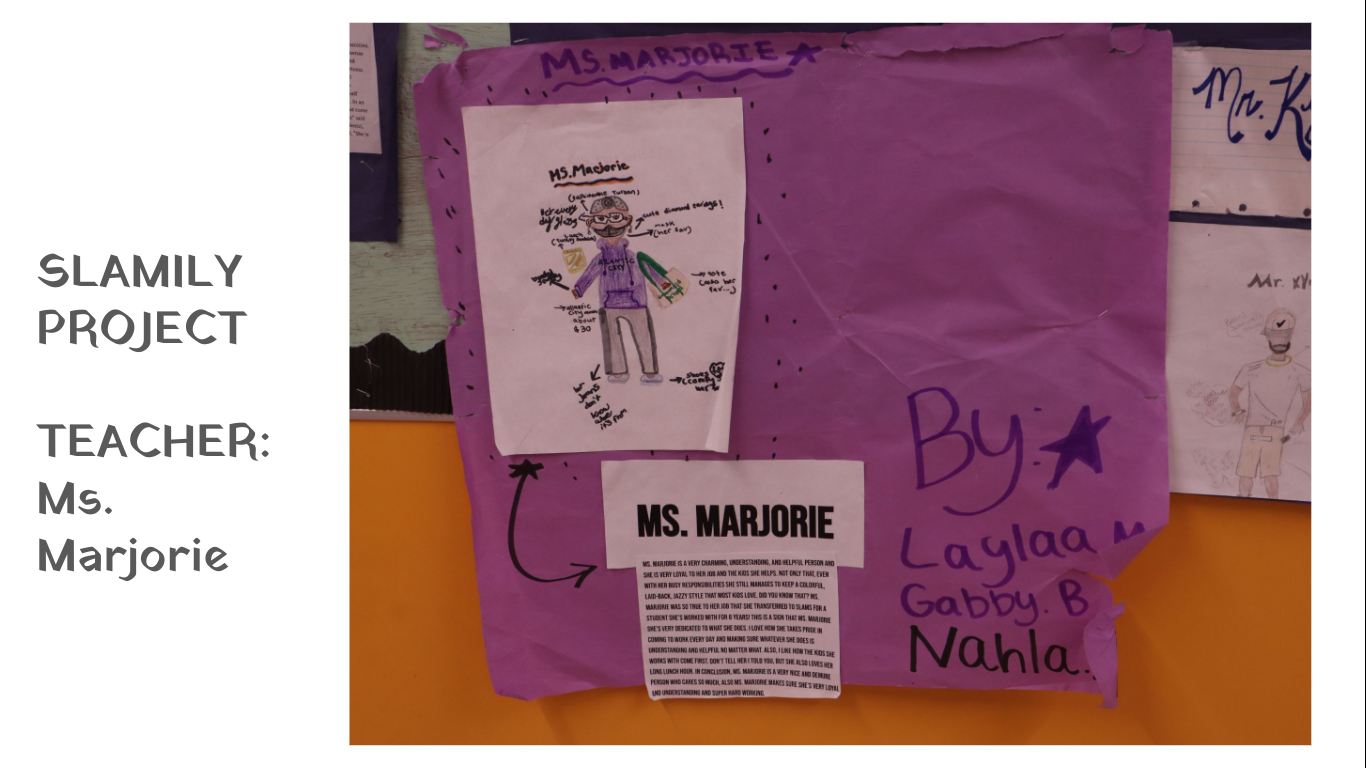 SLAMILY
PROJECT
TEACHER:
Ms.
Marjorie
MS. MARJORIE
Mr. K
MS. Marjorie
(fashionable turban)
cute diamond earings!
mask
(her fav)
ATLANTIC
CITY
tote
city
about
$30
shoes
(comfy
her
jeans
don't
know
where
it's from
Mr.
By:
Laylaa M
Gabby. B
Nahla.
MS. MARJORIE
MS. MARJORIE IS A VERY CHARMING, UNDERSTANDING, AND HELPFUL PERSON AND
SHE IS VERY LOYAL TO HER JOB AND THE KIDS SHE HELPS. NOT ONLY THAT, EVEN
WITH HER BUSY RESPONSIBILITIES SHE STILL MANAGES TO KEEP A COLORFUL,
LAID-BACK, JAZZY STYLE THAT MOST KIDS LOVE. DID YOU KNOW THAT? MS.
MARJORIE WAS SO TRUE TO HER JOB THAT SHE TRANSFERRED TO SLAMS FOR A
STUDENT SHE'S WORKED WITH FOR 8 YEARS! THIS IS A SIGN THAT MS. MARJORIE
SHE'S VERY DEDICATED TO WHAT SHE DOES. I LOVE HOW SHE TAKES PRIDE IN
COMING TO WORK EVERY DAY AND MAKING SURE WHATEVER SHE DOES IS
UNDERSTANDING AND HELPFUL NO MATTER WHAT. ALSO, I LIKE HOW THE KIDS SHE
WORKS WITH COME FIRST. DON'T TELL HER I TOLD YOU, BUT SHE ALSO LOVES HER
LONG LUNCH HOUR. IN CONCLUSION, MS. MARJORIE IS A VERY NICE AND DEMURE
PERSON WHO CARES SO MUCH, ALSO MS. MARJORIE MAKES SURE SHE'S VERY LOYAL
AND UNDERSTANDING AND SUPER HARD WORKING.